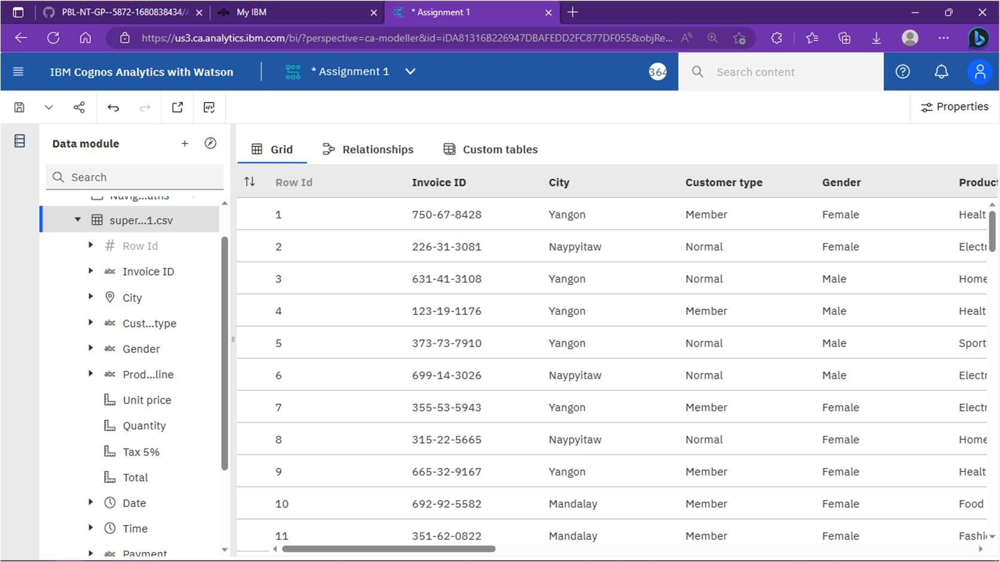 PBL-NT-GP--5872-1680838434/
My IBM
* Assignment 1
https://us3.ca.analytics.ibm.com/bi/?perspective=ca-modeller&id=iDA81316B226947DBAFEDD2FC877DF055&objRe...
IBM Cognos Analytics with Watson
* Assignment 1
364
Search content
Properties
Data module
Search
super...1.csv
# Row Id
abc Invoice ID
City
abc Cust...type
abc Gender
abc Prod...line
Unit price
Quantity
Tax 5%
Total
Date
Time
abc Payment
Grid Relationships Custom tables
Row Id Invoice ID City Customer type Gender Product
1 750-67-8428 Yangon Member Female Healt
2 226-31-3081 Naypyitaw Normal Female Electr
3 631-41-3108 Yangon Normal Male Home
4 123-19-1176 Yangon Member Male Healt
5 373-73-7910 Yangon Normal Male Sport
6 699-14-3026 Naypyitaw Normal Male Electr
7 355-53-5943 Yangon Member Female Electr
8 315-22-5665 Naypyitaw Normal Female Home
9 665-32-9167 Yangon Member Female Healt
10 692-92-5582 Mandalay Member Female Food
11 351-62-0822 Mandalay Member Female Fashi